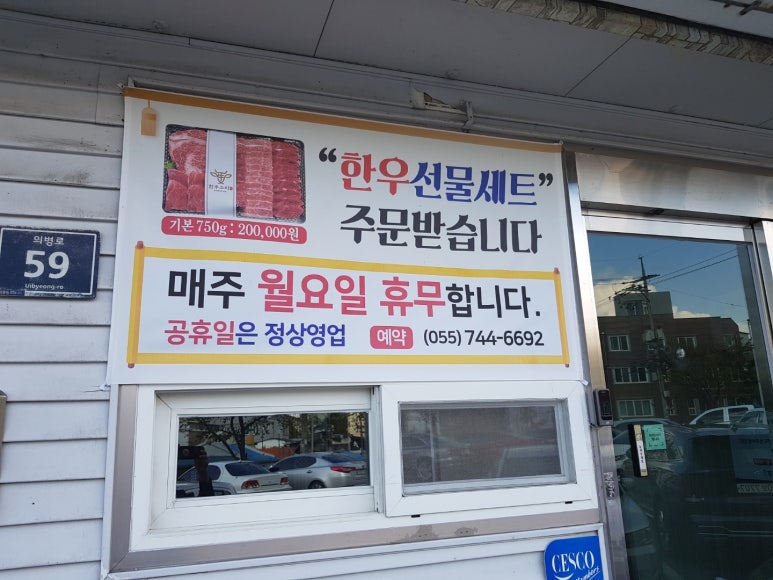 "한우선물세트"
주문받습니다
기본 750g : 200,000원
매주 월요일 휴무합니다.
공휴일은 정상영업 예약 (055) 744-6692
의병로
59
Uibyeong-ro
CESCO
Members